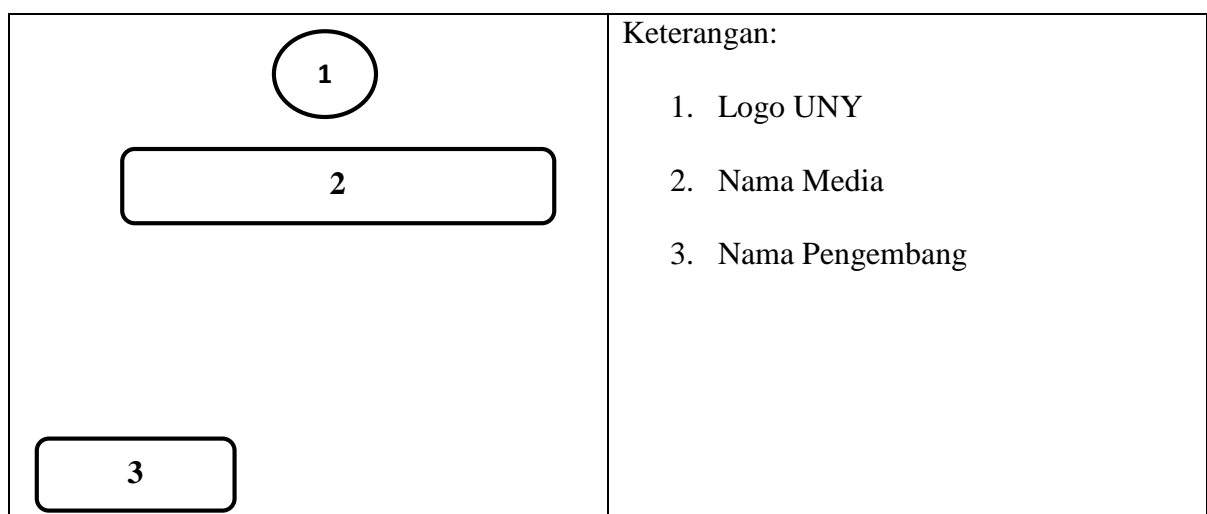 1
2
3
Keterangan:
1. Logo UNY
2. Nama Media
3. Nama Pengembang